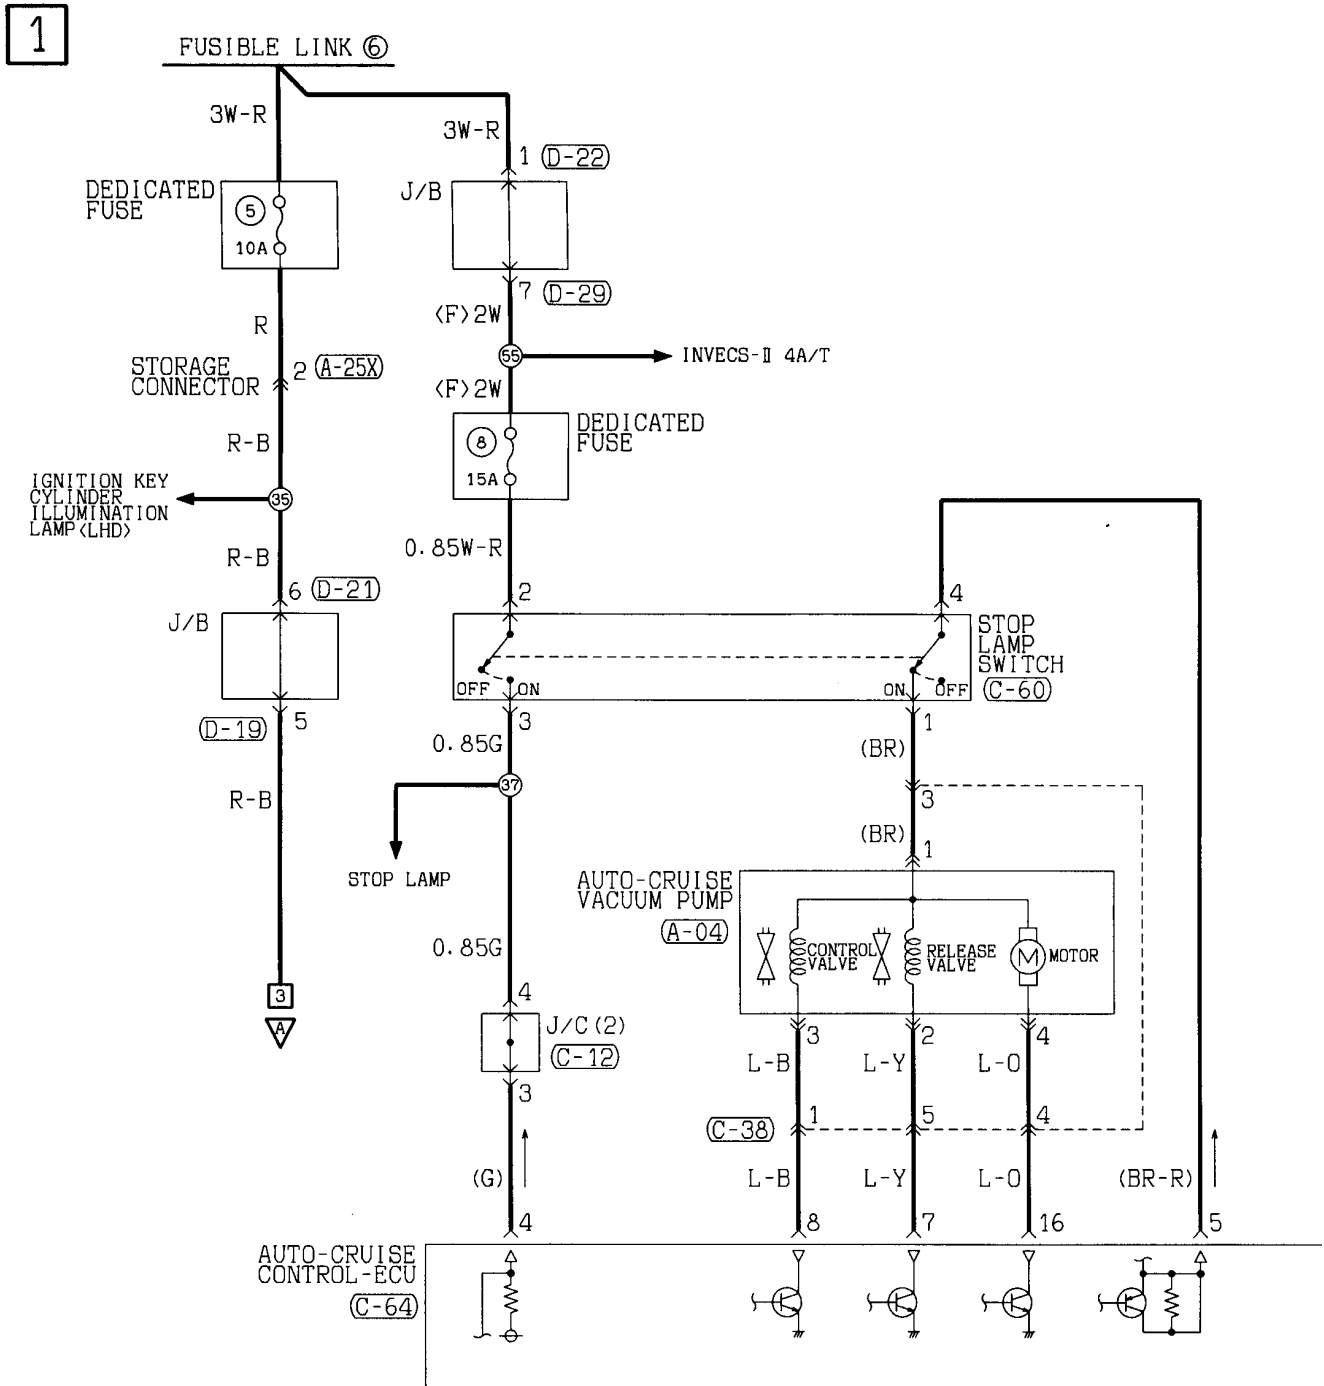 1
FUSIBLE LINK ⑥
3W-R
3W-R
1 D-22
DEDICATED
FUSE
⑤
10A
J/B
7 D-29
<F>2W
R
55
INVECS-Ⅱ 4A/T
STORAGE
CONNECTOR
2 A-25X
<F>2W
DEDICATED
FUSE
⑧
15A
R-B
IGNITION KEY
CYLINDER
ILLUMINATION
LAMP<LHD>
35
0.85W-R
R-B
6 D-21
2
4
J/B
STOP
LAMP
SWITCH
C-60
OFF ON
ON OFF
D-19 5
3
1
0.85G
(BR)
37
R-B
3
(BR)
1
STOP LAMP
AUTO-CRUISE
VACUUM PUMP
A-04
CONTROL
VALVE
RELEASE
VALVE
M MOTOR
0.85G
3
A
4
J/C(2)
C-12
3
3 2 4
L-B L-Y L-O
C-38 1 5 4
(G) L-B L-Y L-O (BR-R)
4 8 7 16 5
AUTO-CRUISE
CONTROL-ECU
C-64